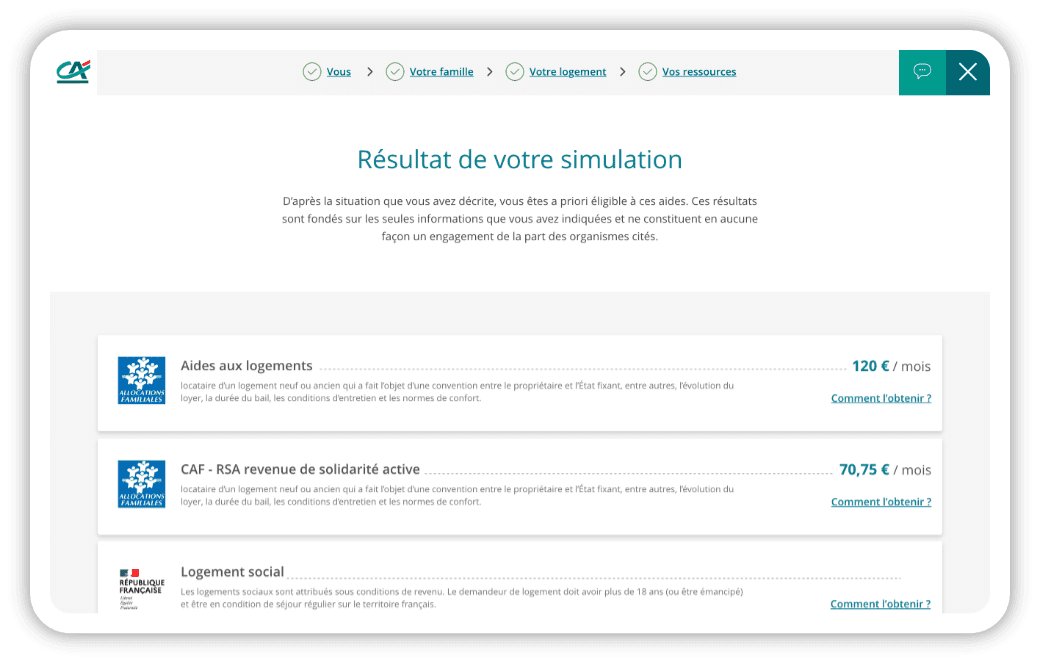 CA
Vous
Votre famille
Votre logement
Vos ressources
Résultat de votre simulation
D'après la situation que vous avez décrite, vous êtes a priori éligible à ces aides. Ces résultats
sont fondés sur les seules informations que vous avez indiquées et ne constituent en aucune
façon un engagement de la part des organismes cités.
ALLOCATIONS
FAMILIALES
Aides aux logements
120 € / mois
locataire d'un logement neuf ou ancien qui a fait l'objet d'une convention entre le propriétaire et l'État fixant, entre autres, l'évolution du
loyer, la durée du bail, les conditions d'entretien et les normes de confort.
Comment l'obtenir ?
ALLOCATIONS
FAMILIALES
CAF - RSA revenue de solidarité active
70,75 € / mois
locataire d'un logement neuf ou ancien qui a fait l'objet d'une convention entre le propriétaire et l'État fixant, entre autres, l'évolution du
loyer, la durée du bail, les conditions d'entretien et les normes de confort.
Comment l'obtenir ?
RÉPUBLIQUE
FRANÇAISE
Liberté
Égalité
Fraternité
Logement social
Les logements sociaux sont attribués sous conditions de revenu. Le demandeur de logement doit avoir plus de 18 ans (ou être émancipé)
et être en condition de séjour régulier sur le territoire français.
Comment l'obtenir ?